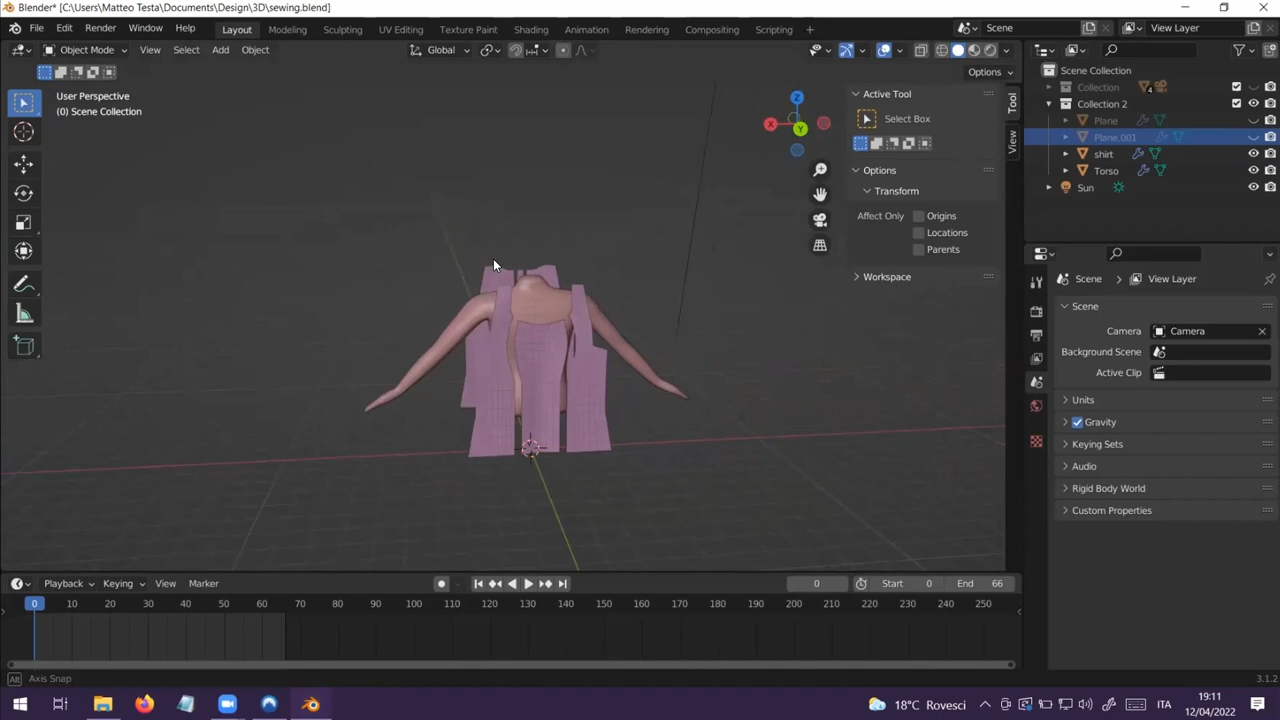 Blender* [C:\Users\Matteo Testa\Documents\Design\3D\sewing.blend]
File Edit Render Window Help Layout Modeling Sculpting UV Editing Texture Paint Shading Animation Rendering Compositing Scripting + Scene View Layer
Object Mode View Select Add Object Global
Options
User Perspective
(0) Scene Collection
Z
X
Y
Active Tool
Select Box
Options
Transform
Affect Only Origins
Locations
Parents
Workspace
Tool
View
Scene Collection
Collection 4
Collection 2
Plane
Plane.001
shirt
Torso
Sun
Scene View Layer
Scene
Camera Camera
Background Scene
Active Clip
Units
Gravity
Keying Sets
Audio
Rigid Body World
Custom Properties
Playback Keying View Marker 0 Start 0 End 66
0 10 20 30 40 50 60 70 80 90 100 110 120 130 140 150 160 170 180 190 200 210 220 230 240 250
Alt Axis Snap 3.1.2
18°C Rovesci ITA 19:11
12/04/2022